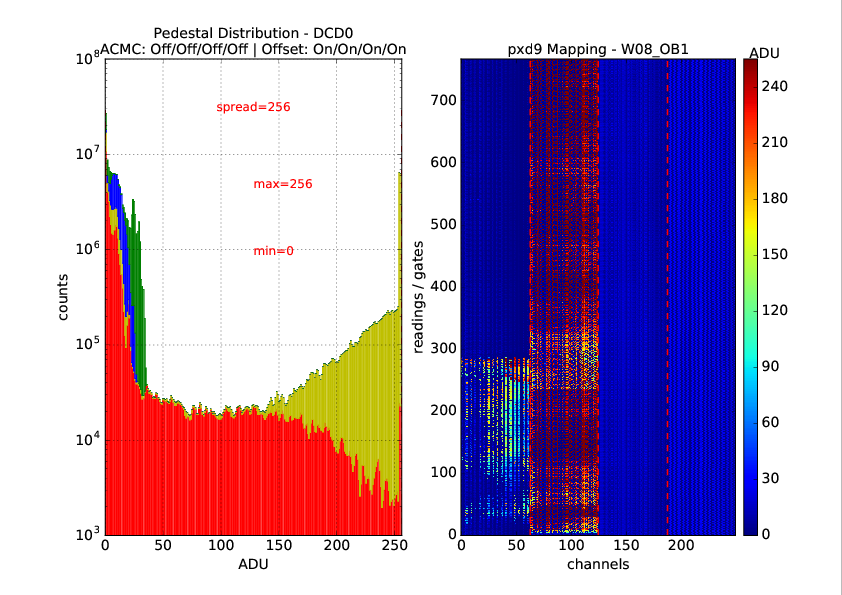 Pedestal Distribution - DCD0
ACMC: Off/Off/Off/Off | Offset: On/On/On/On
spread=256
max=256
min=0
10^8
10^7
10^6
10^5
10^4
10^3
counts
0 50 100 150 200 250
ADU
pxd9 Mapping - W08_OB1
700
600
500
400
300
200
100
0
readings / gates
0 50 100 150 200
channels
ADU
240
210
180
150
120
90
60
30
0